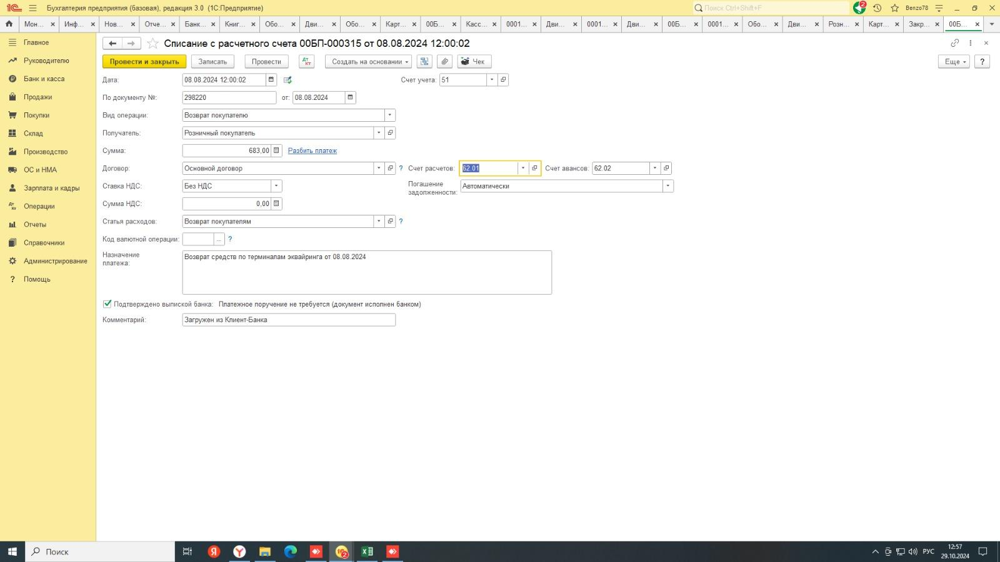 1С Бухгалтерия предприятия (базовая), редакция 3.0 (1С:Предприятие) Поиск Ctrl+Shift+F 2 Benzo78
Мон... Инф... Нов... Отче... Банк... Книг... Обо... Дви... Обо... Карт... 00Б... Касс... 0001... Дви... 0001... Дви... 00Б... 0001... Обо... Дви... Розн... Карт... Закр... 00Б...
Главное
Руководителю
Банк и касса
Продажи
Покупки
Склад
Производство
ОС и НМА
Зарплата и кадры
Дт Кт Операции
Отчеты
Справочники
Администрирование
? Помощь
Списание с расчетного счета 00БП-000315 от 08.08.2024 12:00:02
Провести и закрыть Записать Провести Дт Кт Создать на основании Чек Еще ?
Дата: 08.08.2024 12:00:02 Счет учета: 51
По документу №: 298220 от: 08.08.2024
Вид операции: Возврат покупателю
Получатель: Розничный покупатель
Сумма: 683,00 Разбить платеж
Договор: Основной договор ? Счет расчетов: 62.01 Счет авансов: 62.02
Ставка НДС: Без НДС Погашение задолженности: Автоматически
Сумма НДС: 0,00
Статья расходов: Возврат покупателям ?
Код валютной операции: ... ?
Назначение платежа: Возврат средств по терминалам эквайринга от 08.08.2024
Подтверждено выпиской банка: Платежное поручение не требуется (документ исполнен банком)
Комментарий: Загружен из Клиент-Банка
Поиск Я Y 1С 2 X РУС 12:57
29.10.2024